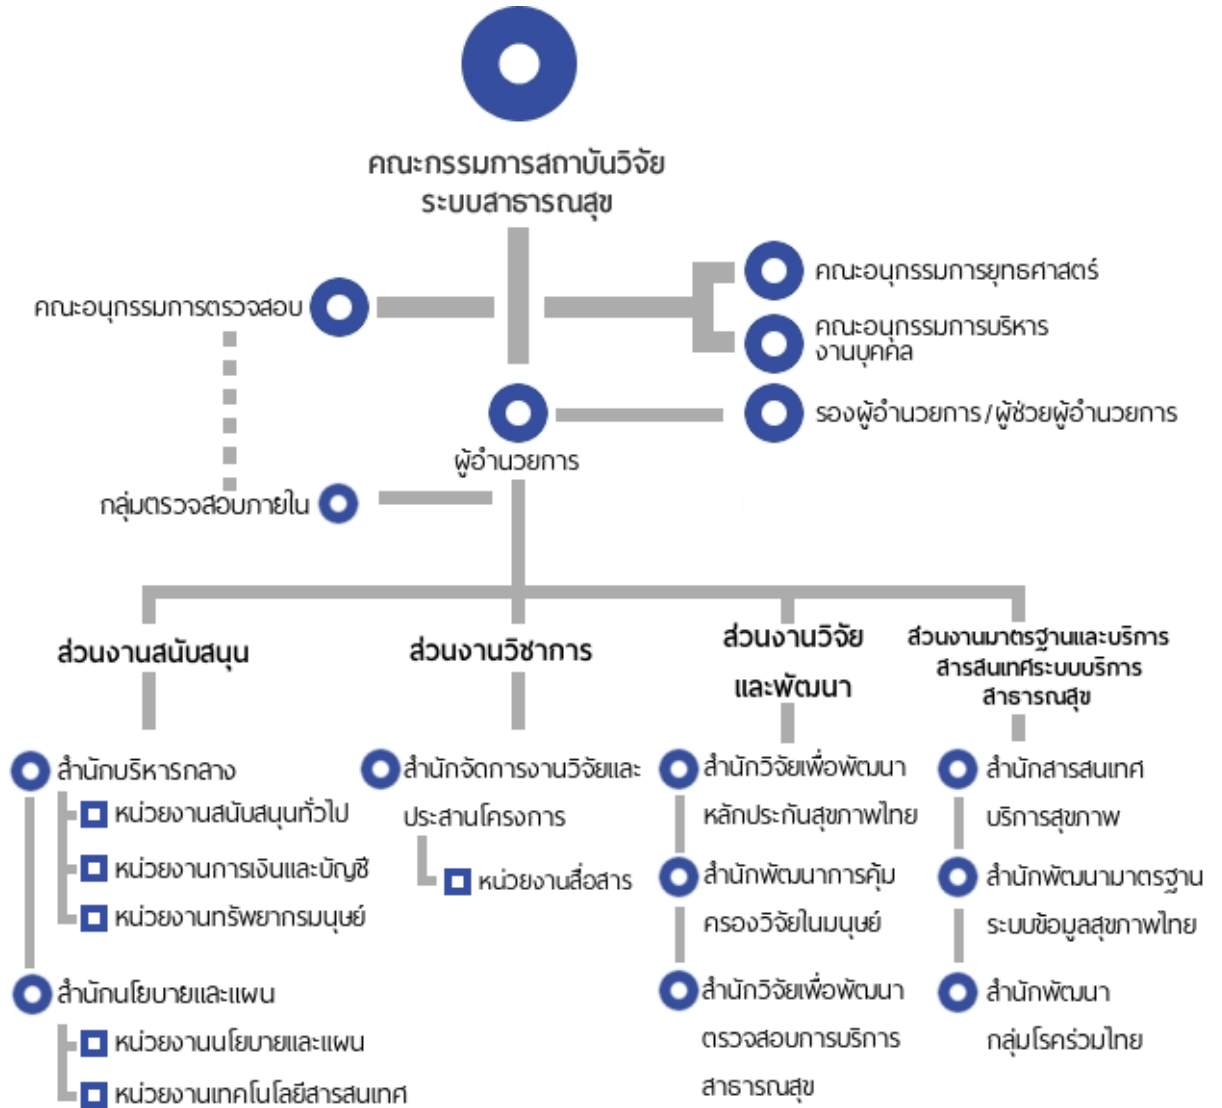 คณะกรรมการสถาบันวิจัย
ระบบสาธารณสุข
คณะอนุกรรมการตรวจสอบ
คณะอนุกรรมการยุทธศาสตร์
คณะอนุกรรมการบริหาร
งานบุคคล
รองผู้อำนวยการ/ผู้ช่วยผู้อำนวยการ
ผู้อำนวยการ
กลุ่มตรวจสอบภายใน
ส่วนงานสนับสนุน
สำนักบริหารกลาง
หน่วยงานสนับสนุนทั่วไป
หน่วยงานการเงินและบัญชี
หน่วยงานทรัพยากรมนุษย์
สำนักนโยบายและแผน
หน่วยงานนโยบายและแผน
หน่วยงานเทคโนโลยีสารสนเทศ
ส่วนงานวิชาการ
สำนักจัดการงานวิจัยและ
ประสานโครงการ
หน่วยงานสื่อสาร
ส่วนงานวิจัย
และพัฒนา
สำนักวิจัยเพื่อพัฒนา
หลักประกันสุขภาพไทย
สำนักพัฒนาการคุ้ม
ครองวิจัยในมนุษย์
สำนักวิจัยเพื่อพัฒนา
ตรวจสอบการบริการ
สาธารณสุข
ส่วนงานมาตรฐานและบริการ
สารสนเทศระบบบริการ
สาธารณสุข
สำนักสารสนเทศ
บริการสุขภาพ
สำนักพัฒนามาตรฐาน
ระบบข้อมูลสุขภาพไทย
สำนักพัฒนา
กลุ่มโรคร่วมไทย